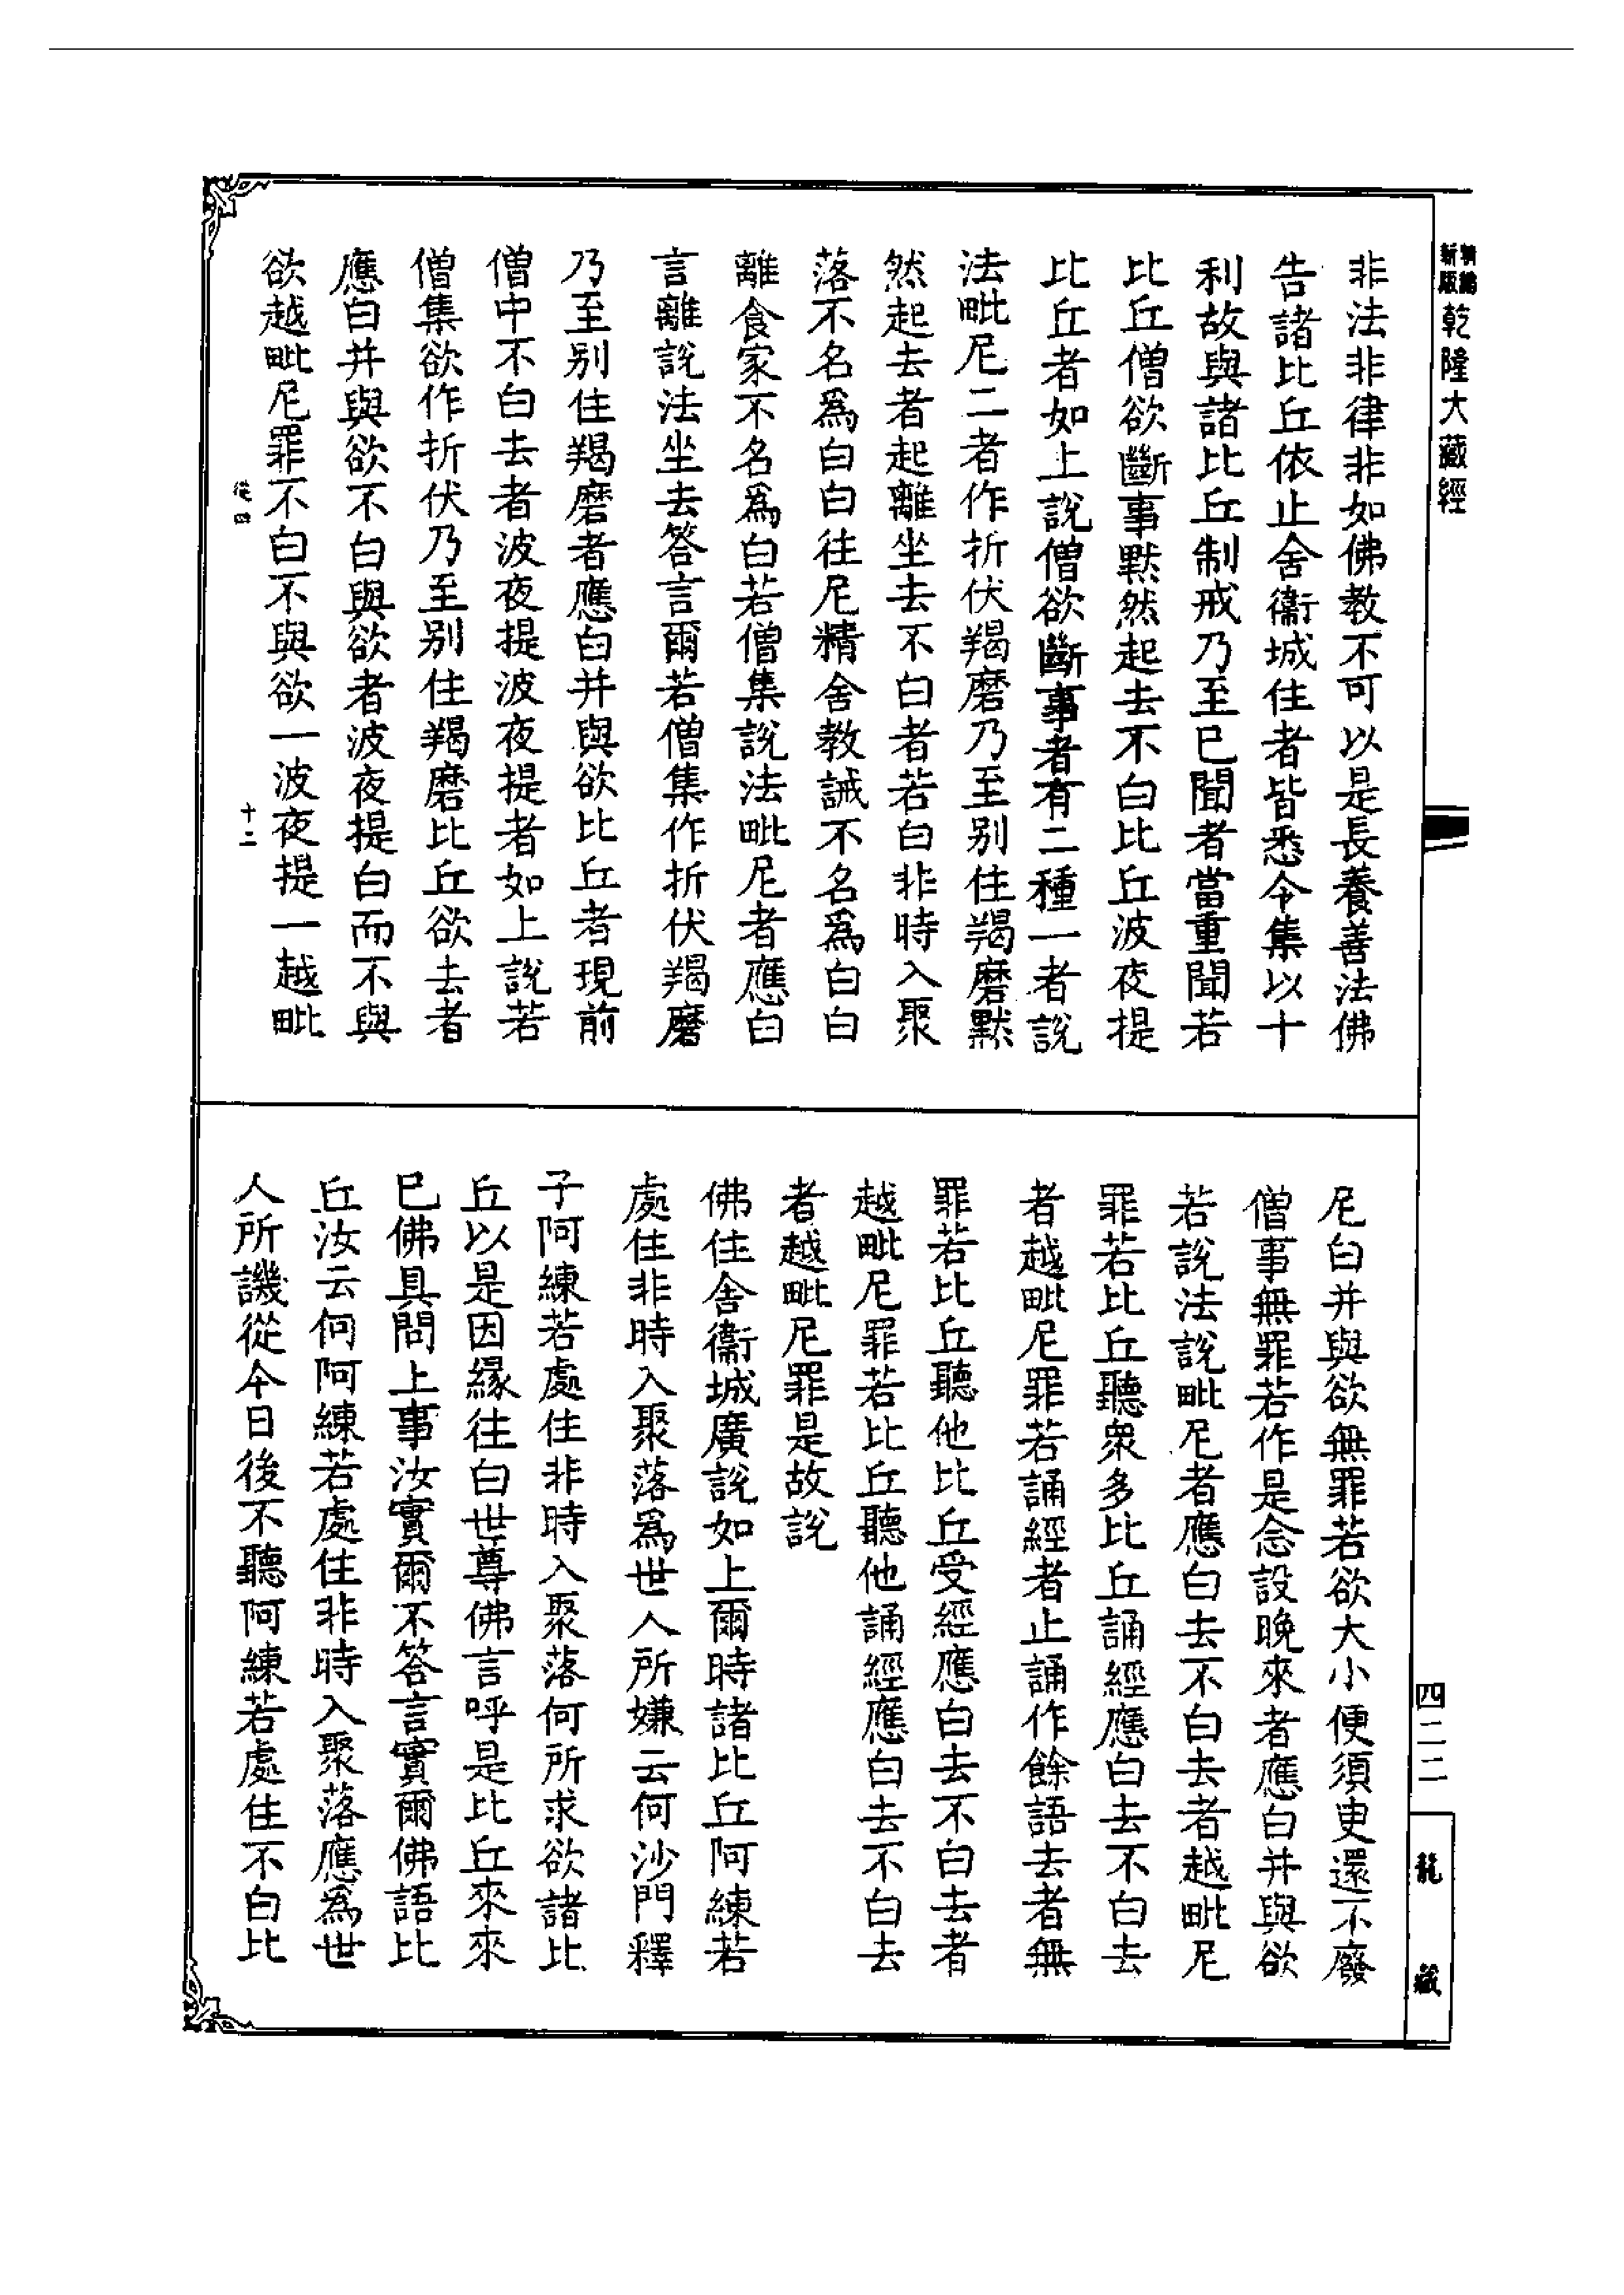 新編
新版
乾隆大藏經
非法非律非如佛教不可以是長養善法佛
告諸比丘依止舍衞城住者皆悉令集以十
利故與諸比丘制戒乃至已聞者當重聞若
比丘僧欲斷事默然起去不白比丘波夜提
比丘者如上說僧欲斷事者有二種一者說
法毗尼二者作折伏羯磨乃至别住羯磨默
然起去者起離坐去不白者若白非時入聚
落不名爲白白往尼精舍教誡不名爲白白
離食家不名爲白若僧集說法毗尼者應白
言離說法坐去答言爾若僧集作折伏羯磨
乃至别住羯磨者應白并與欲比丘者現前
僧中不白去者波夜提波夜提者如上說若
僧集欲作折伏乃至别住羯磨比丘欲去者
應白并與欲不白與欲者波夜提白而不與
欲越毗尼罪不白不與欲一波夜提一越毗
從四
十二
尼白并與欲無罪若欲大小便須臾還不廢
僧事無罪若作是念設晚來者應白并與欲
若說法說毗尼者應白去不白去者越毗尼
罪若比丘聽衆多比丘誦經應白去不白去
者越毗尼罪若誦經者止誦作餘語去者無
罪若比丘聽他比丘受經應白去不白去者
越毗尼罪若比丘聽他誦經應白去不白去
者越毗尼罪是故說
佛住舍衞城廣說如上爾時諸比丘阿練若
處住非時入聚落爲世人所嫌云何沙門釋
子阿練若處住非時入聚落何所求欲諸比
丘以是因緣往白世尊佛言呼是比丘來來
已佛具問上事汝實爾不答言實爾佛語比
丘汝云何阿練若處住非時入聚落應爲世
人所譏從今日後不聽阿練若處住不白比
四二二
龍
藏